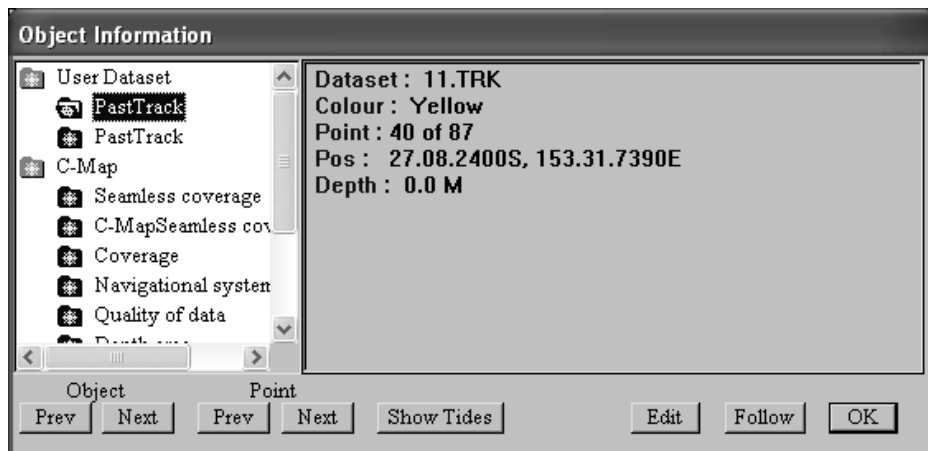 Object Information
User Dataset
PastTrack
PastTrack
C-Map
Seamless coverage
C-MapSeamless cov
Coverage
Navigational system
Quality of data
Dataset : 11.TRK
Colour : Yellow
Point : 40 of 87
Pos : 27.08.2400S, 153.31.7390E
Depth : 0.0 M
Object Point
Prev Next Prev Next Show Tides Edit Follow OK